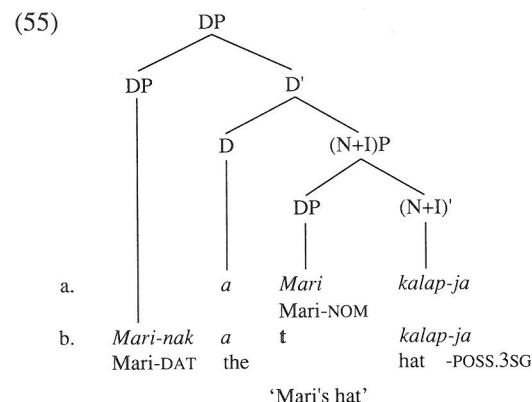 (55)
DP
DP D'
D (N+I)P
DP (N+I)'
a. a Mari kalap-ja
Mari-NOM
b. Mari-nak a t kalap-ja
Mari-DAT the hat -POSS.3SG
'Mari's hat'